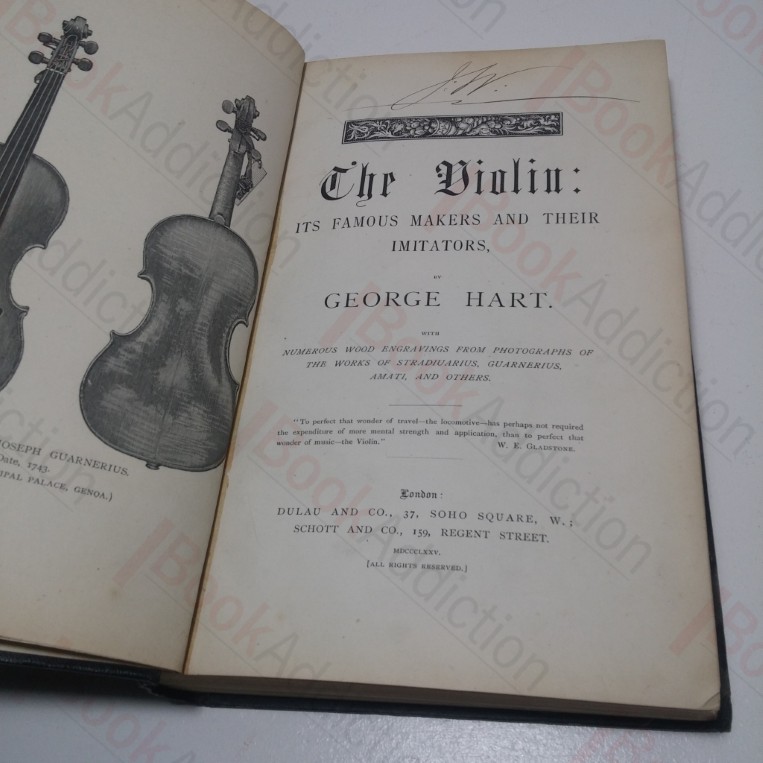 JOSEPH GUARNERIUS.
Date, 1743.
IPAL PALACE, GENOA.)
J. W.
The Violin:
ITS FAMOUS MAKERS AND THEIR
IMITATORS,
BY
GEORGE HART.
WITH
NUMEROUS WOOD ENGRAVINGS FROM PHOTOGRAPHS OF
THE WORKS OF STRADIUARIUS, GUARNERIUS,
AMATI, AND OTHERS.
"To perfect that wonder of travel—the locomotive—has perhaps not required
the expenditure of more mental strength and application, than to perfect that
wonder of music—the Violin." W. E. GLADSTONE.
London:
DULAU AND CO., 37, SOHO SQUARE, W.;
SCHOTT AND CO., 159, REGENT STREET.
MDCCCLXXV.
[ALL RIGHTS RESERVED.]
BookAddiction